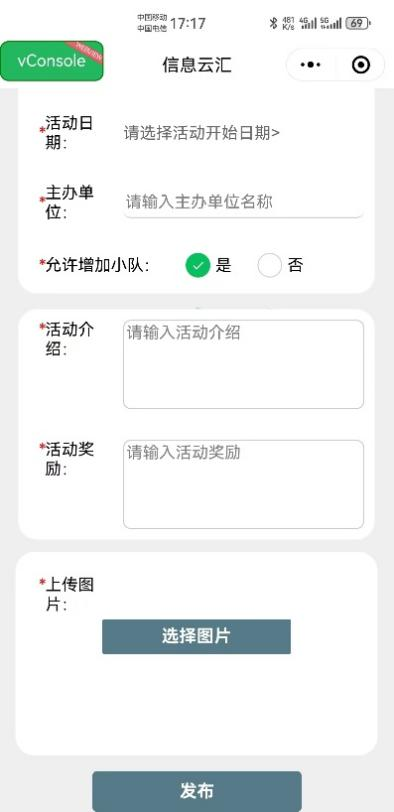 中国移动
中国电信
17:17
481 K/s 4G 5G 69
vConsole
信息云汇
*活动日期:
请选择活动开始日期>
*主办单位:
请输入主办单位名称
*允许增加小队: 是 否
*活动介绍:
请输入活动介绍
*活动奖励:
请输入活动奖励
*上传图片:
选择图片
发布